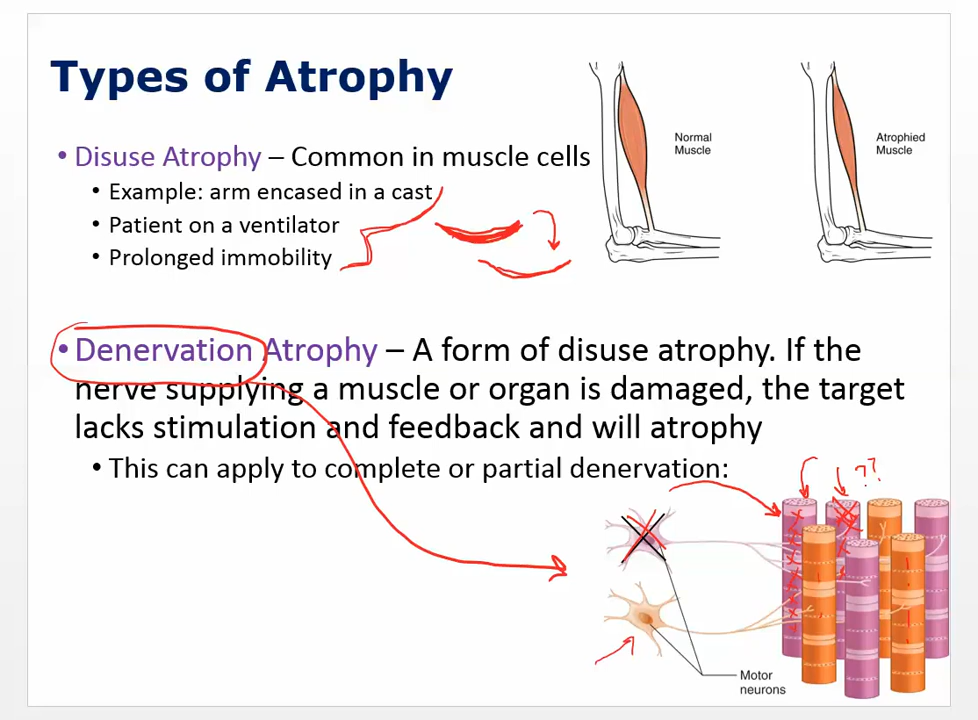 Types of Atrophy
• Disuse Atrophy – Common in muscle cells
• Example: arm encased in a cast
• Patient on a ventilator
• Prolonged immobility
Normal
Muscle
Atrophied
Muscle
• Denervation Atrophy – A form of disuse atrophy. If the
nerve supplying a muscle or organ is damaged, the target
lacks stimulation and feedback and will atrophy
• This can apply to complete or partial denervation:
??
Motor
neurons